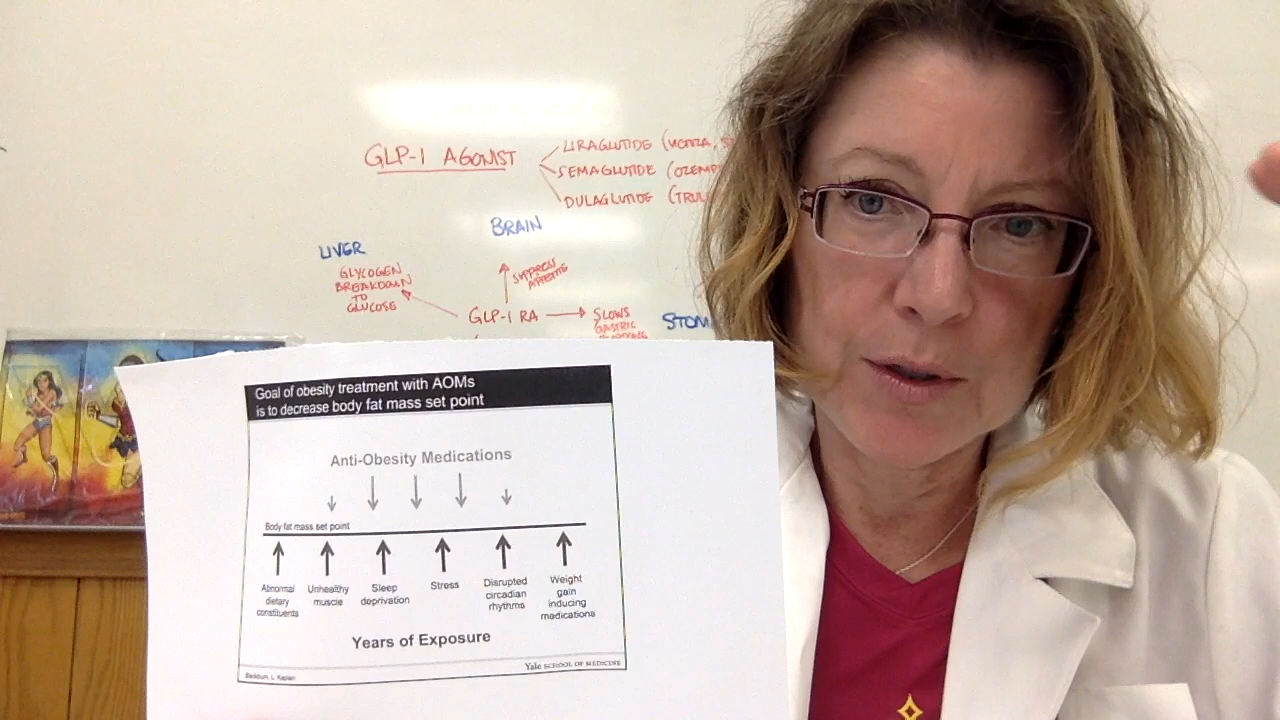 GLP-1 AGONIST
LIRAGLUTIDE
SEMAGLUTIDE
DULAGLUTIDE
BRAIN
LIVER
SUPPRESS
APPETITE
GLYCOGEN
BREAKDOWN
TO
GLUCOSE
GLP-1 RA
SLOWS
GASTRIC
Goal of obesity treatment with AOMs
is to decrease body fat mass set point
Anti-Obesity Medications
Body fat mass set point
Abnormal
dietary
constituents
Unhealthy
muscle
Sleep
deprivation
Stress
Disrupted
circadian
rhythms
Weight
gain
inducing
medications
Years of Exposure
Yale SCHOOL OF MEDICINE
L. Kaplan